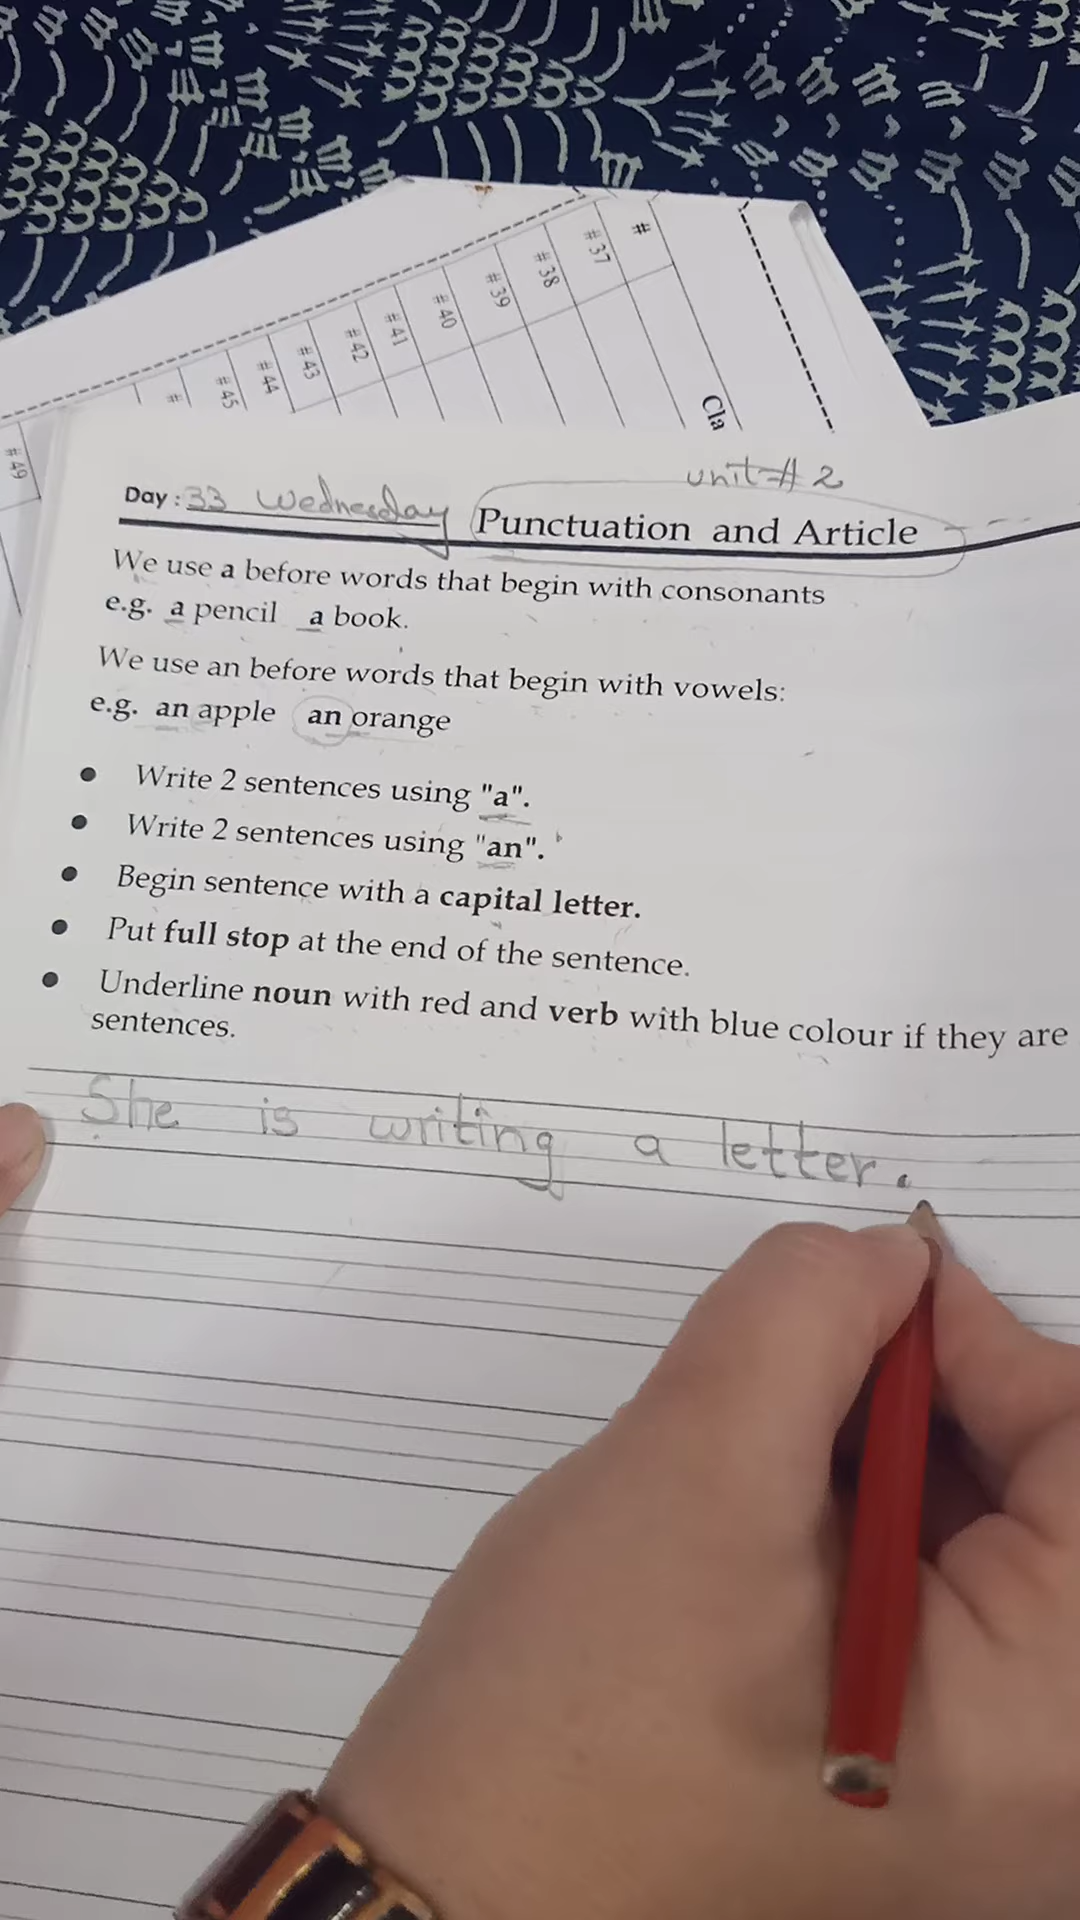 #
#37
#38
#39
#40
#41
#42
#43
#44
#45
#
#49
Cla
unit # 2
Day : 33 Wednesday Punctuation and Article
We use a before words that begin with consonants
e.g. a pencil a book.
We use an before words that begin with vowels:
e.g. an apple an orange
• Write 2 sentences using "a".
• Write 2 sentences using "an".
• Begin sentence with a capital letter.
• Put full stop at the end of the sentence.
• Underline noun with red and verb with blue colour if they are
sentences.
She is writing a letter.